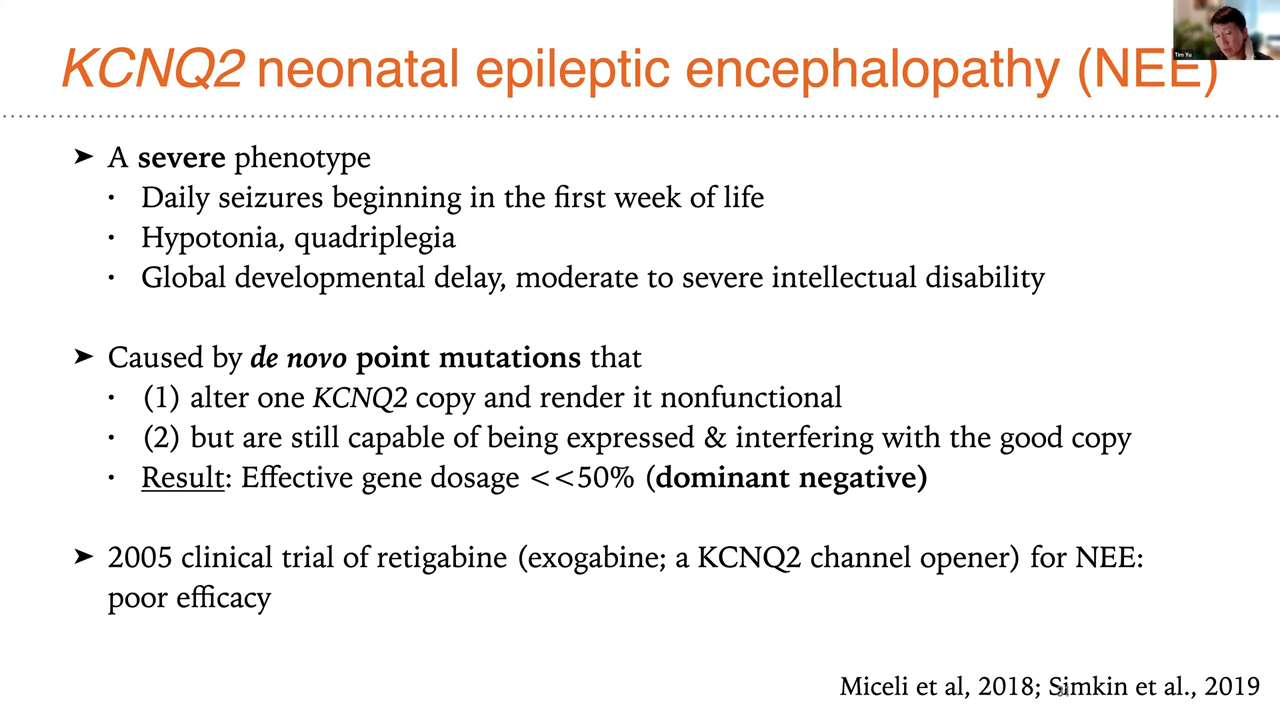 KCNQ2 neonatal epileptic encephalopathy (NEE)
Tim Yu
➤ A severe phenotype
• Daily seizures beginning in the first week of life
• Hypotonia, quadriplegia
• Global developmental delay, moderate to severe intellectual disability
➤ Caused by de novo point mutations that
• (1) alter one KCNQ2 copy and render it nonfunctional
• (2) but are still capable of being expressed & interfering with the good copy
• Result: Effective gene dosage <<50% (dominant negative)
➤ 2005 clinical trial of retigabine (exogabine; a KCNQ2 channel opener) for NEE:
poor efficacy
Miceli et al, 2018; Simkin et al., 2019